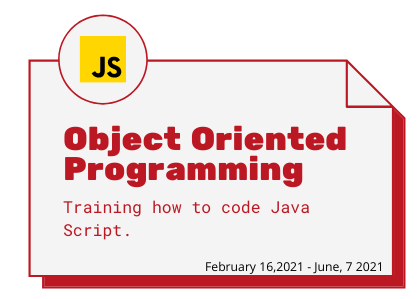 JS
Object Oriented
Programming
Training how to code Java
Script.
February 16,2021 - June, 7 2021